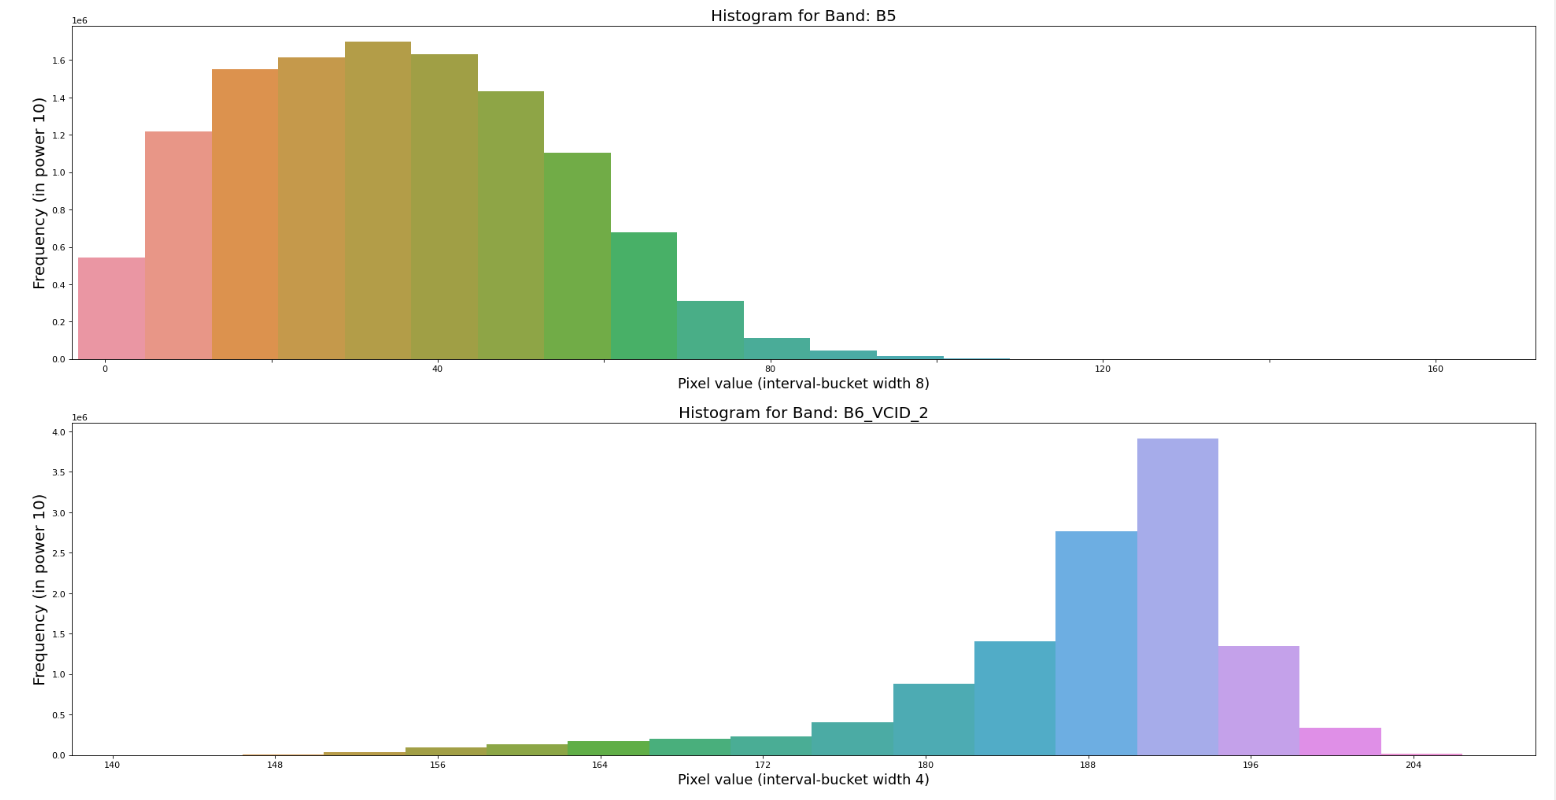 Histogram for Band: B5
1e6
1.6
1.4
1.2
1.0
0.8
0.6
0.4
0.2
0.0
Frequency (in power 10)
0 40 80 120 160
Pixel value (interval-bucket width 8)
Histogram for Band: B6_VCID_2
1e6
4.0
3.5
3.0
2.5
2.0
1.5
1.0
0.5
0.0
Frequency (in power 10)
140 148 156 164 172 180 188 196 204
Pixel value (interval-bucket width 4)